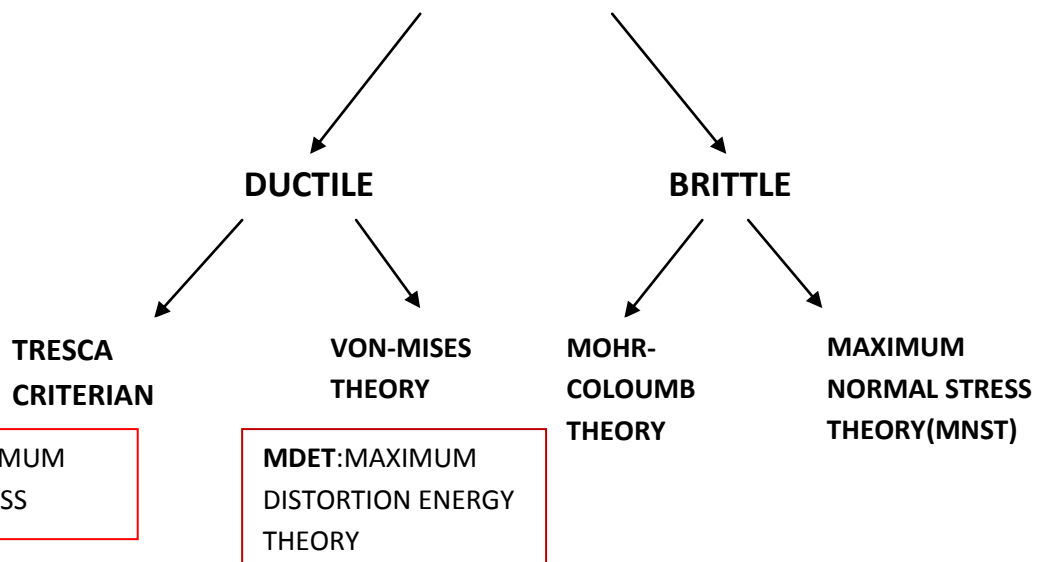 DUCTILE
BRITTLE
TRESCA
CRITERIAN
VON-MISES
THEORY
MOHR-
COLOUMB
THEORY
MAXIMUM
NORMAL STRESS
THEORY(MNST)
MDET:MAXIMUM
DISTORTION ENERGY
THEORY